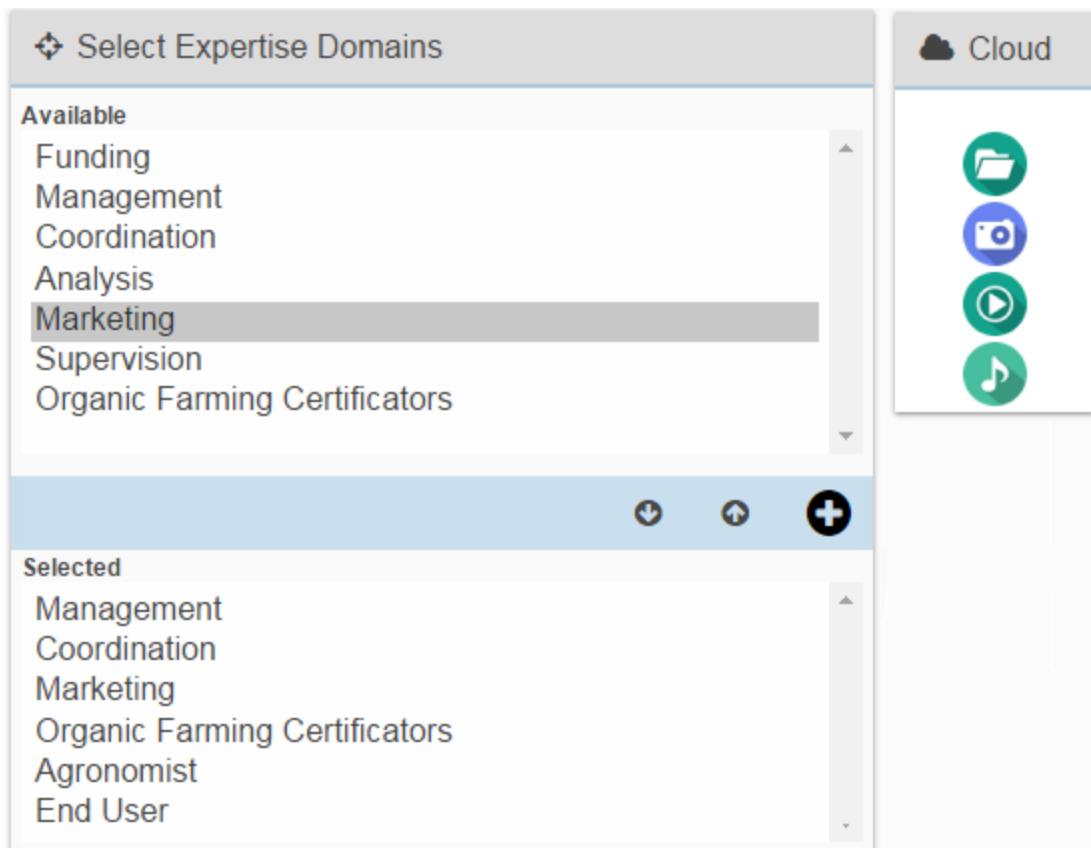 Select Expertise Domains
Available
Funding
Management
Coordination
Analysis
Marketing
Supervision
Organic Farming Certificators
Selected
Management
Coordination
Marketing
Organic Farming Certificators
Agronomist
End User
Cloud